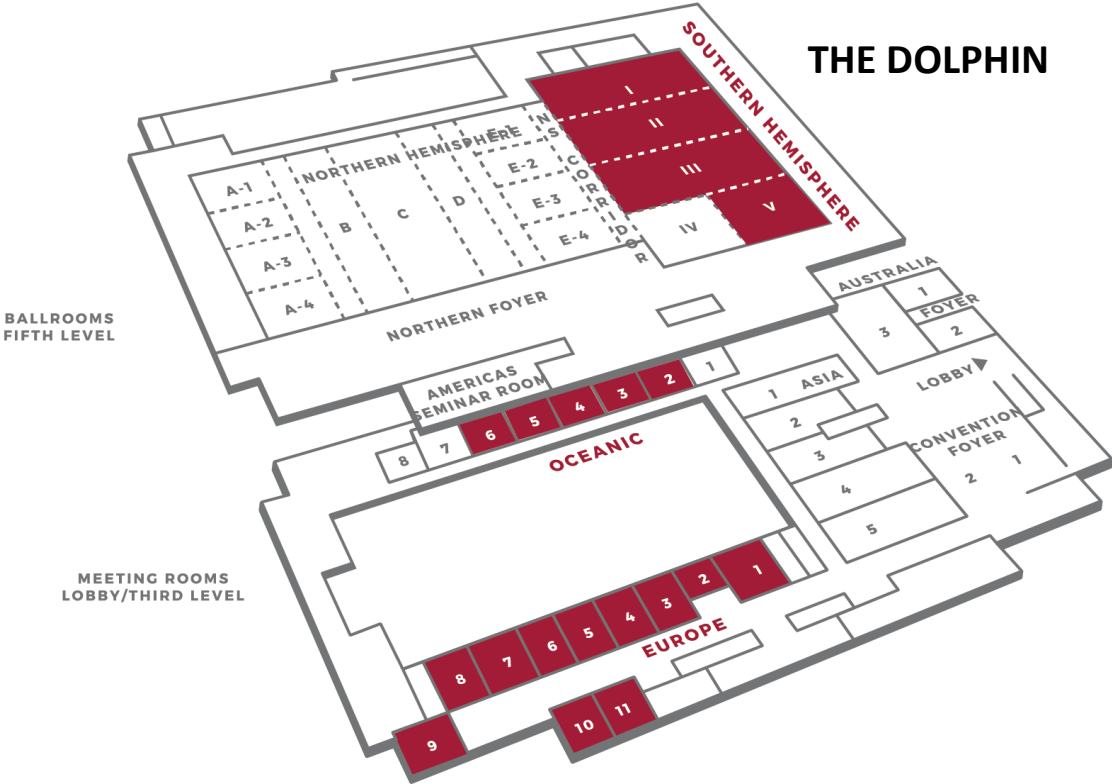 THE DOLPHIN
SOUTHERN HEMISPHERE
I
II
III
IV
V
NORTHERN HEMISPHERE
A-1
A-2
A-3
A-4
B
C
D
E-1
E-2
E-3
E-4
N/S CORRIDOR
NORTHERN FOYER
BALLROOMS
FIFTH LEVEL
AMERICAS
SEMINAR ROOM
AUSTRALIA
1
FOYER
2
3
LOBBY
1
2
3
4
5
6
7
8
OCEANIC
ASIA
1
2
3
4
5
CONVENTION
FOYER
1
2
MEETING ROOMS
LOBBY/THIRD LEVEL
1
2
3
4
5
6
7
8
EUROPE
9
10
11